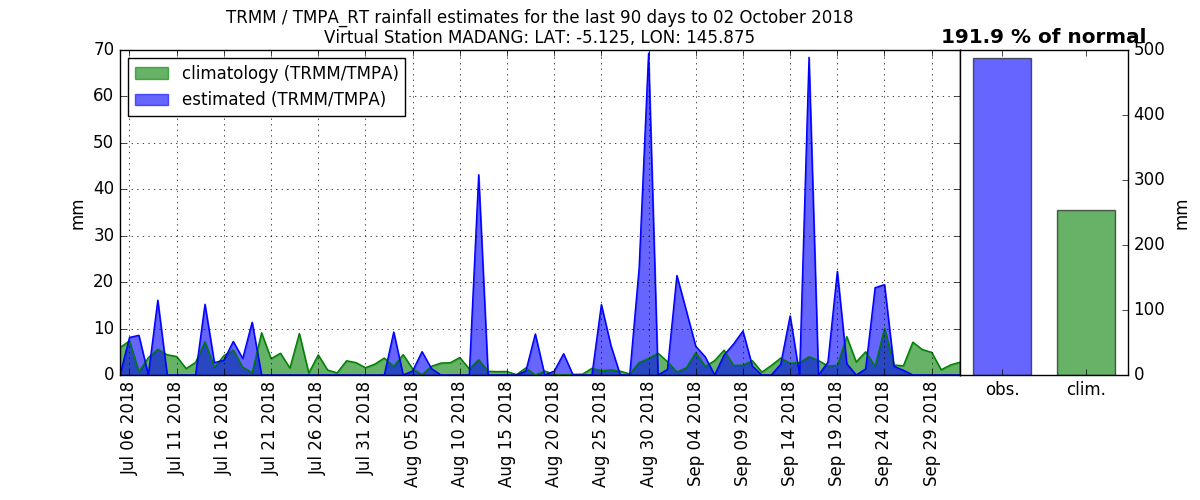 TRMM / TMPA_RT rainfall estimates for the last 90 days to 02 October 2018
Virtual Station MADANG: LAT: -5.125, LON: 145.875
191.9 % of normal
climatology (TRMM/TMPA)
estimated (TRMM/TMPA)
mm
70
60
50
40
30
20
10
0
Jul 06 2018
Jul 11 2018
Jul 16 2018
Jul 21 2018
Jul 26 2018
Jul 31 2018
Aug 05 2018
Aug 10 2018
Aug 15 2018
Aug 20 2018
Aug 25 2018
Aug 30 2018
Sep 04 2018
Sep 09 2018
Sep 14 2018
Sep 19 2018
Sep 24 2018
Sep 29 2018
500
400
300
200
100
0
mm
obs.
clim.